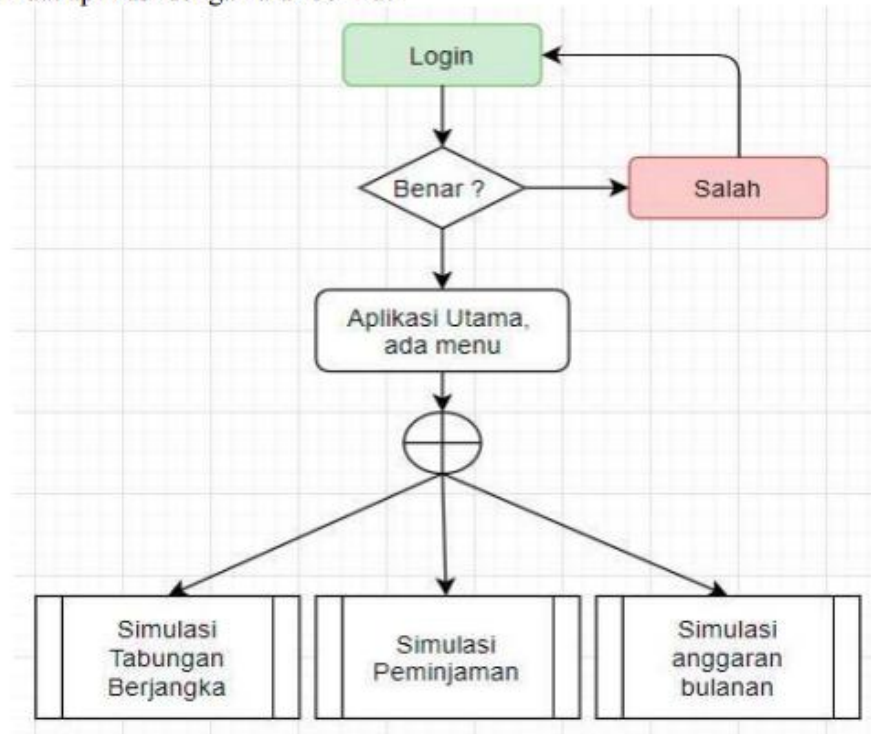 Login
Benar ?
Salah
Aplikasi Utama,
ada menu
Simulasi
Tabungan
Berjangka
Simulasi
Peminjaman
Simulasi
anggaran
bulanan